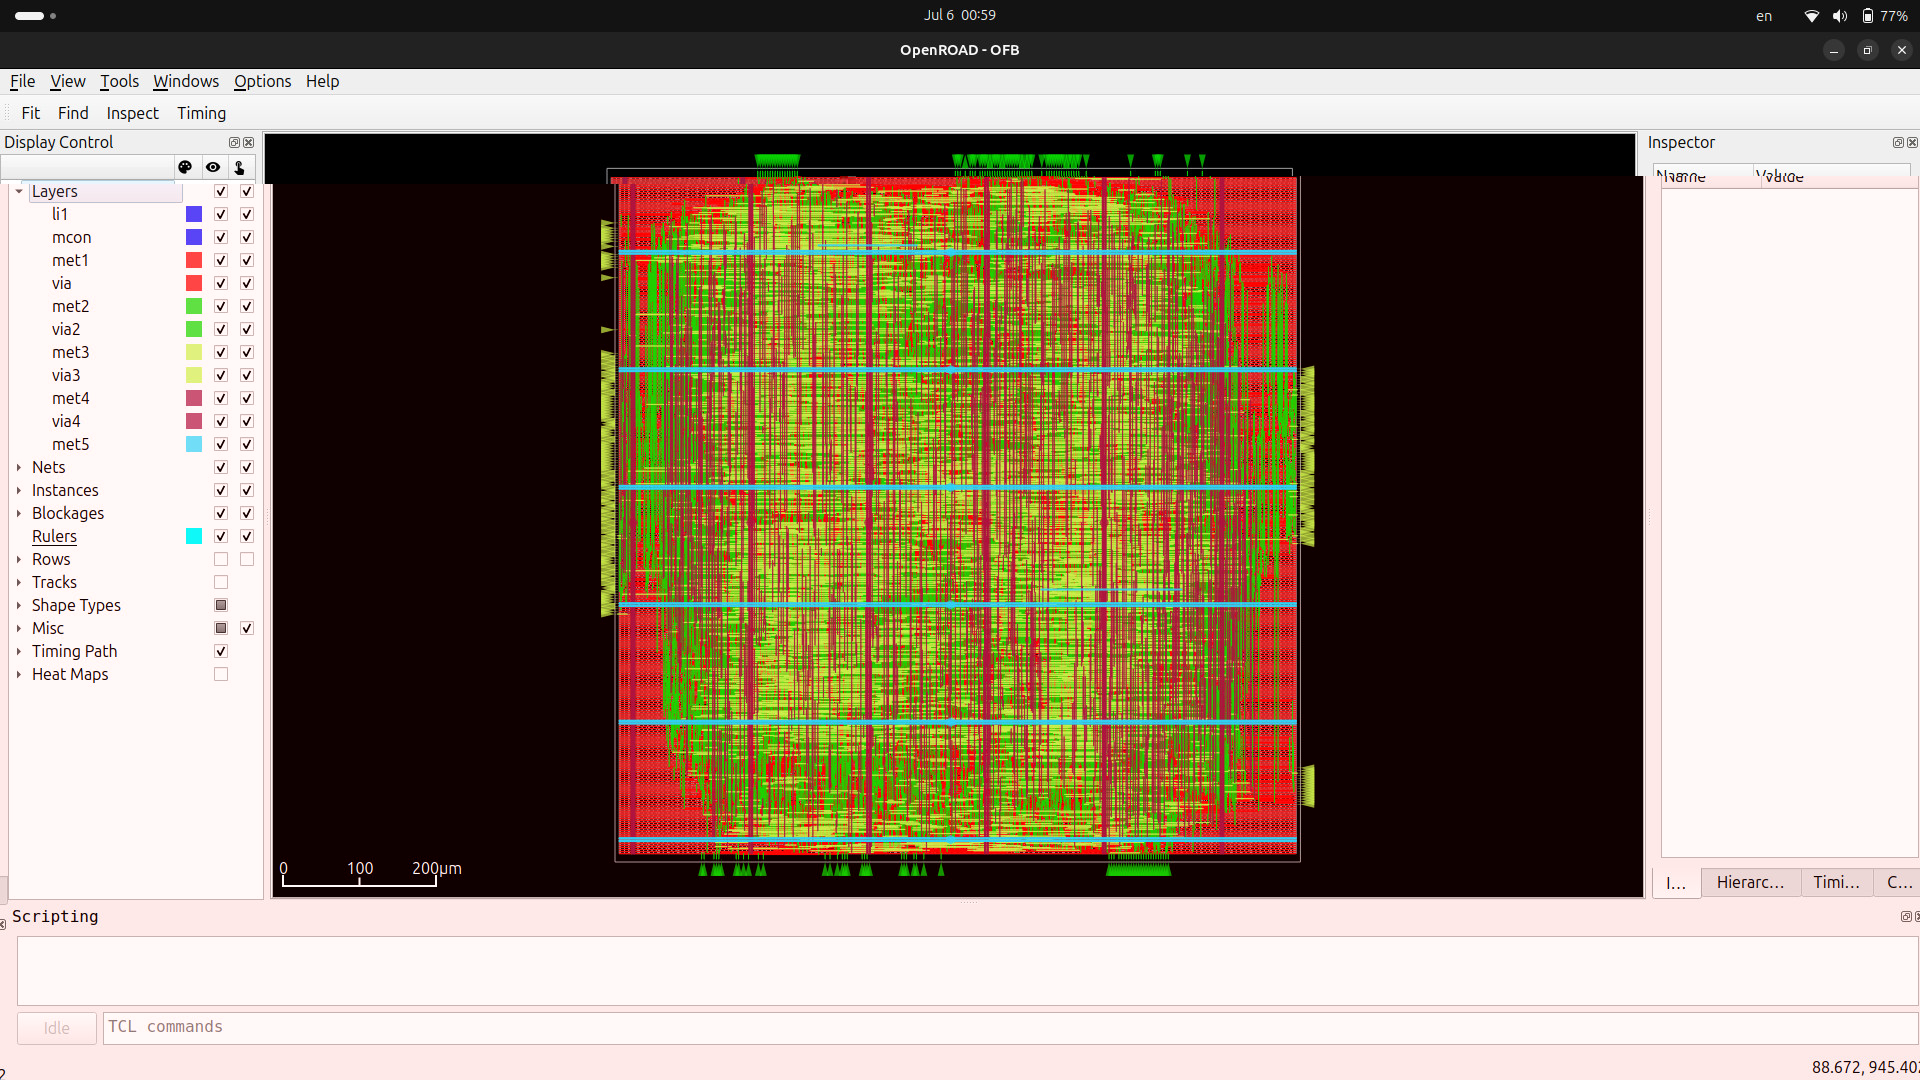 Jul 6 00:59
en
77%
OpenROAD - OFB
File View Tools Windows Options Help
Fit Find Inspect Timing
Display Control
Inspector
Name Value
Layers
li1
mcon
met1
via
met2
via2
met3
via3
met4
via4
met5
Nets
Instances
Blockages
Rulers
Rows
Tracks
Shape Types
Misc
Timing Path
Heat Maps
0 100 200μm
I... Hierarc... Timi... C...
Scripting
Idle
TCL commands
88.672, 945.402